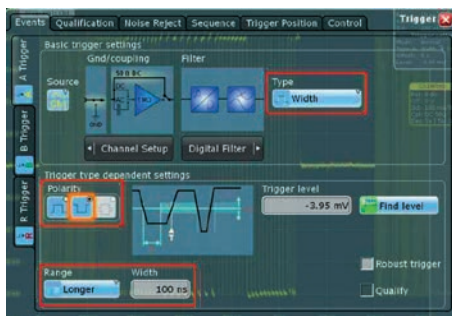 Events Qualification Noise Reject Sequence Trigger Position Control Trigger
A Trigger
B Trigger
R Trigger
Basic trigger settings
Source
Gnd/coupling
Filter
Type
50 Ω DC
DC
GND
Width
Channel Setup
Digital Filter
Trigger type dependent settings
Polarity
Trigger level
-3.95 mV
Find level
Robust trigger
Range
Width
Longer
100 ns
Qualify